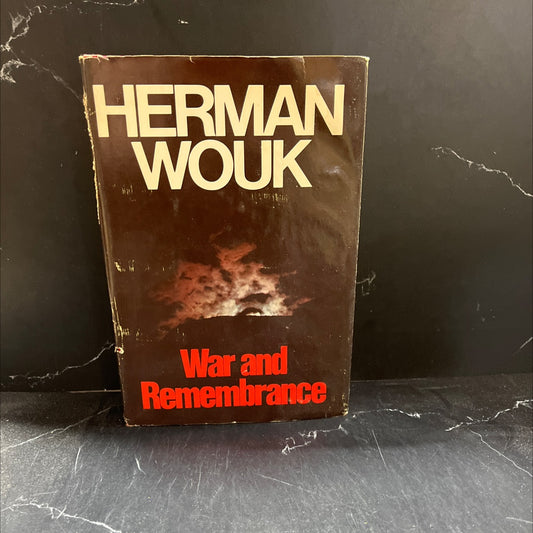 HERMAN
WOUK
War and
Remembrance